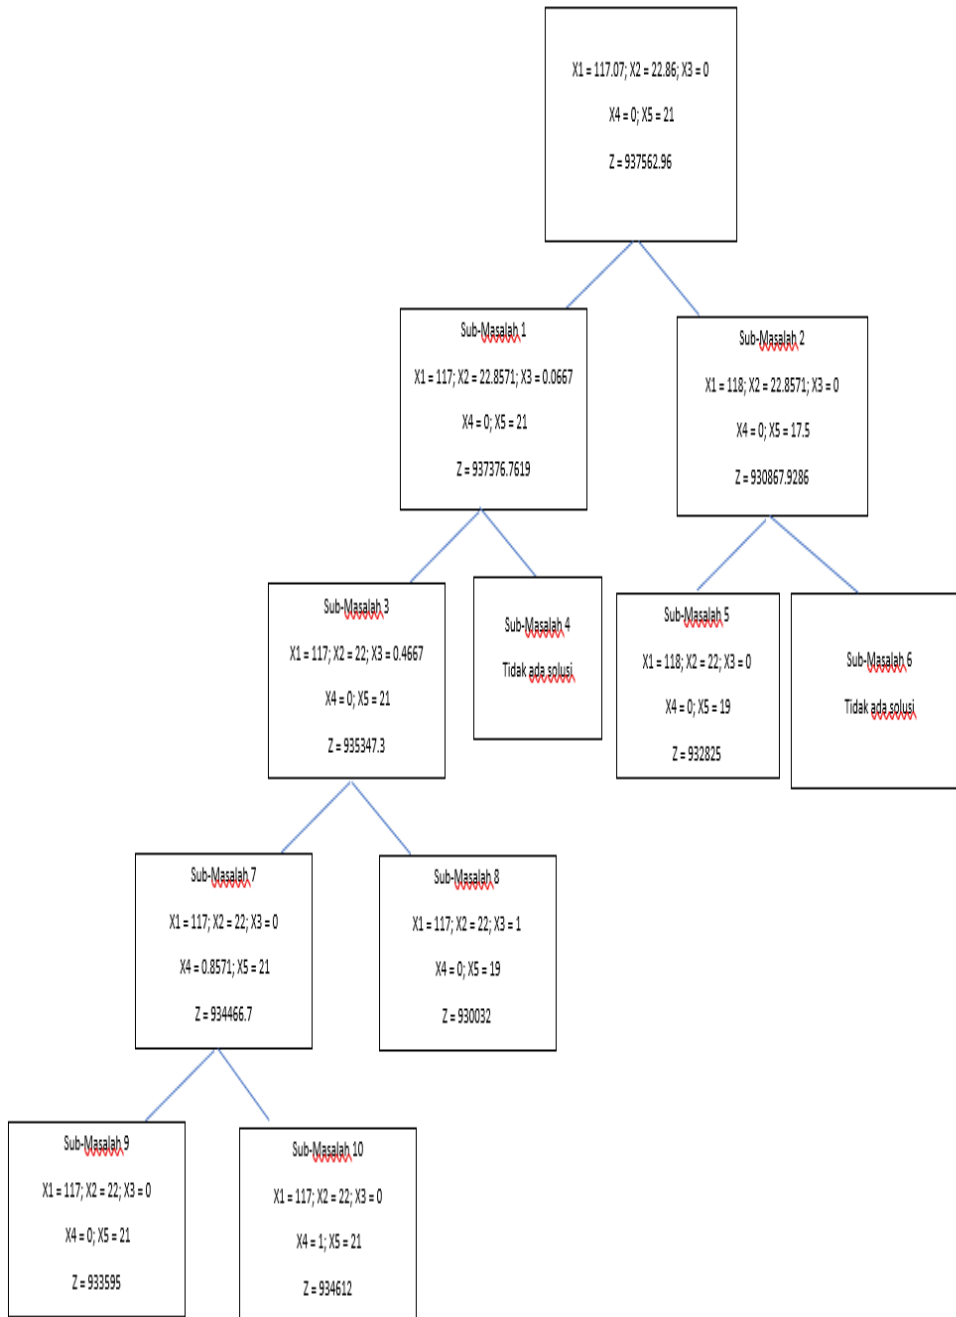 X1 = 117.07; X2 = 22.86; X3 = 0
X4 = 0; X5 = 21
Z = 937562.96
Sub-Masalah 1
X1 = 117; X2 = 22.8571; X3 = 0.0667
X4 = 0; X5 = 21
Z = 937376.7619
Sub-Masalah 2
X1 = 118; X2 = 22.8571; X3 = 0
X4 = 0; X5 = 17.5
Z = 930867.9286
Sub-Masalah 3
X1 = 117; X2 = 22; X3 = 0.4667
X4 = 0; X5 = 21
Z = 935347.3
Sub-Masalah 4
Tidak ada solusi
Sub-Masalah 5
X1 = 118; X2 = 22; X3 = 0
X4 = 0; X5 = 19
Z = 932825
Sub-Masalah 6
Tidak ada solusi
Sub-Masalah 7
X1 = 117; X2 = 22; X3 = 0
X4 = 0.8571; X5 = 21
Z = 934466.7
Sub-Masalah 8
X1 = 117; X2 = 22; X3 = 1
X4 = 0; X5 = 19
Z = 930032
Sub-Masalah 9
X1 = 117; X2 = 22; X3 = 0
X4 = 0; X5 = 21
Z = 933595
Sub-Masalah 10
X1 = 117; X2 = 22; X3 = 0
X4 = 1; X5 = 21
Z = 934612